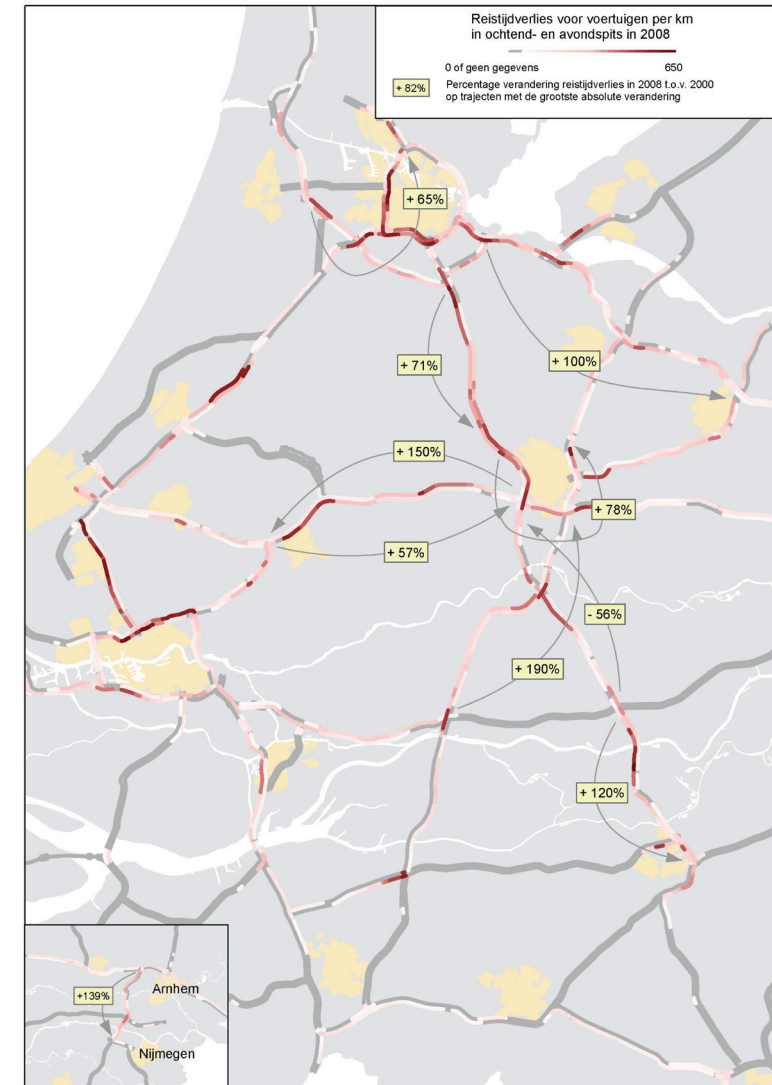 Reistijdverlies voor voertuigen per km
in ochtend- en avondspits in 2008
0 of geen gegevens
650
+ 82%
Percentage verandering reistijdverlies in 2008 t.o.v. 2000
op trajecten met de grootste absolute verandering
+ 65%
+ 71%
+ 100%
+ 150%
+ 78%
+ 57%
- 56%
+ 190%
+ 120%
+139%
Arnhem
Nijmegen